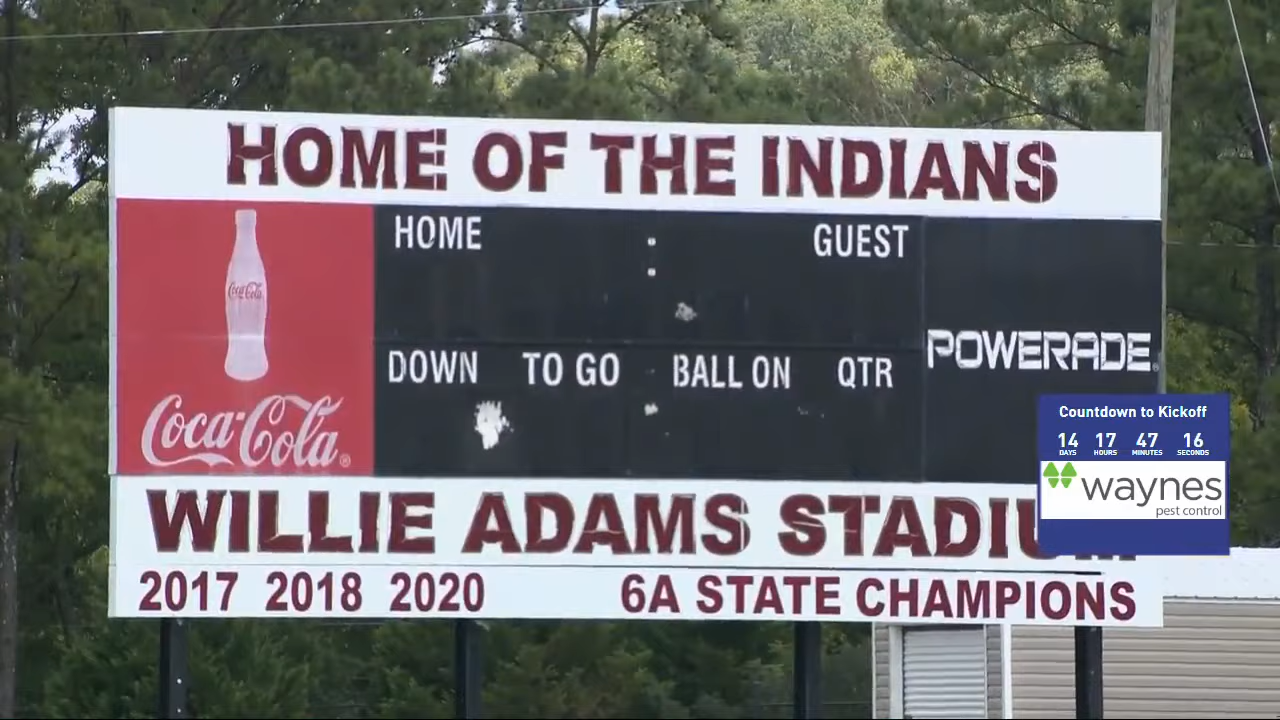 HOME OF THE INDIANS
Coca-Cola
HOME : GUEST
DOWN TO GO BALL ON QTR
POWERADE
Coca-Cola®
Countdown to Kickoff
14 17 47 16
DAYS HOURS MINUTES SECONDS
waynes
pest control
WILLIE ADAMS STADIUM
2017 2018 2020 6A STATE CHAMPIONS